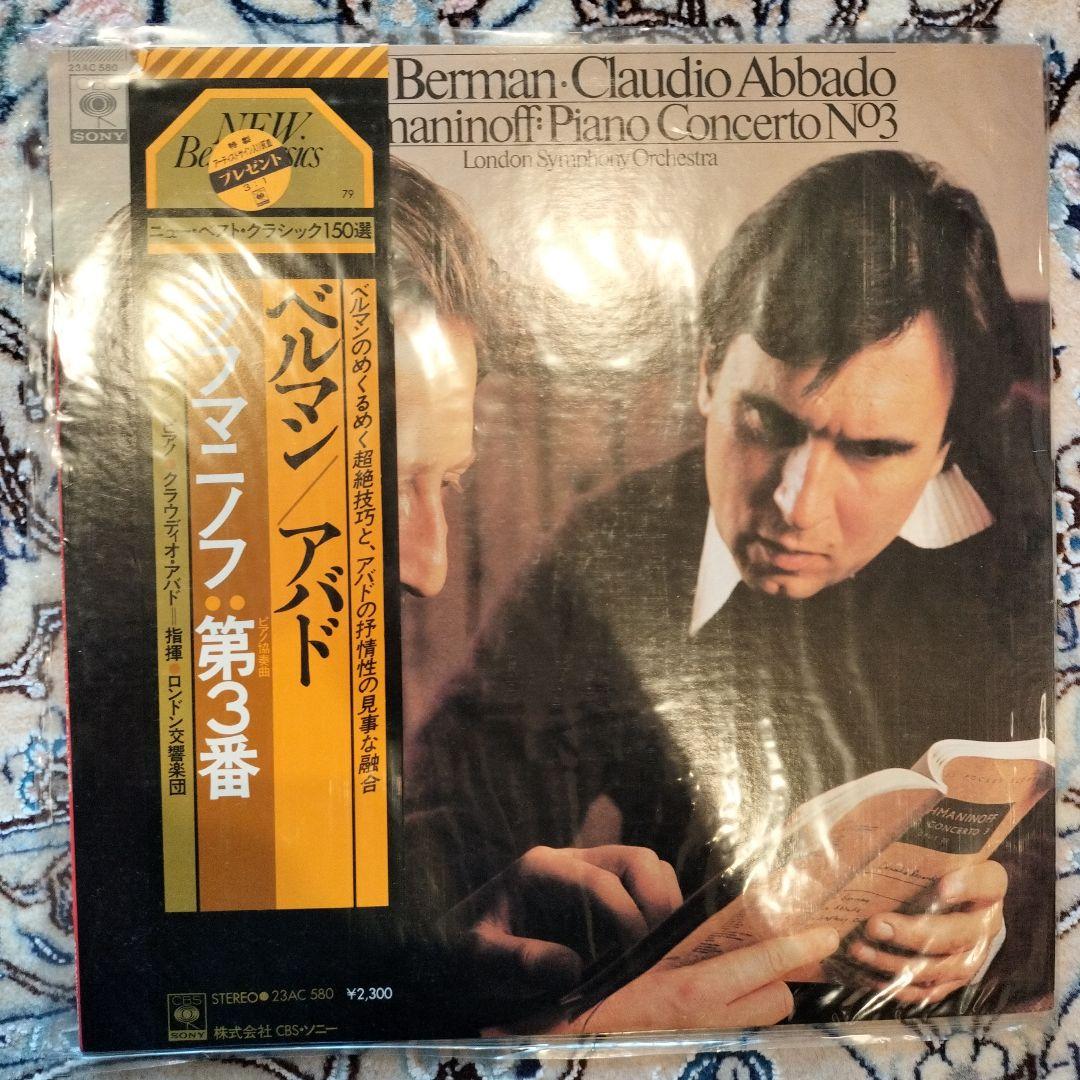 23AC 580
SONY
Berman·Claudio Abbado
maninoff:Piano Concerto Nº3
London Symphony Orchestra
NEW
Be
sics
特製
プレゼント
79
ニュー・ベスト・クラシック150選
ベルマンのめくるめく超絶技巧と、アバドの抒情性の見事な融合
ベルマン/アバド
ラフマニノフ:第3番
ピアノ協奏曲
ピアノ●クラウディオ・アバド=指揮●ロンドン交響楽団
HMANINOFF
CONCERTO 3
CBS
SONY
STEREO● 23AC 580 ¥2,300
株式会社 CBS・ソニー